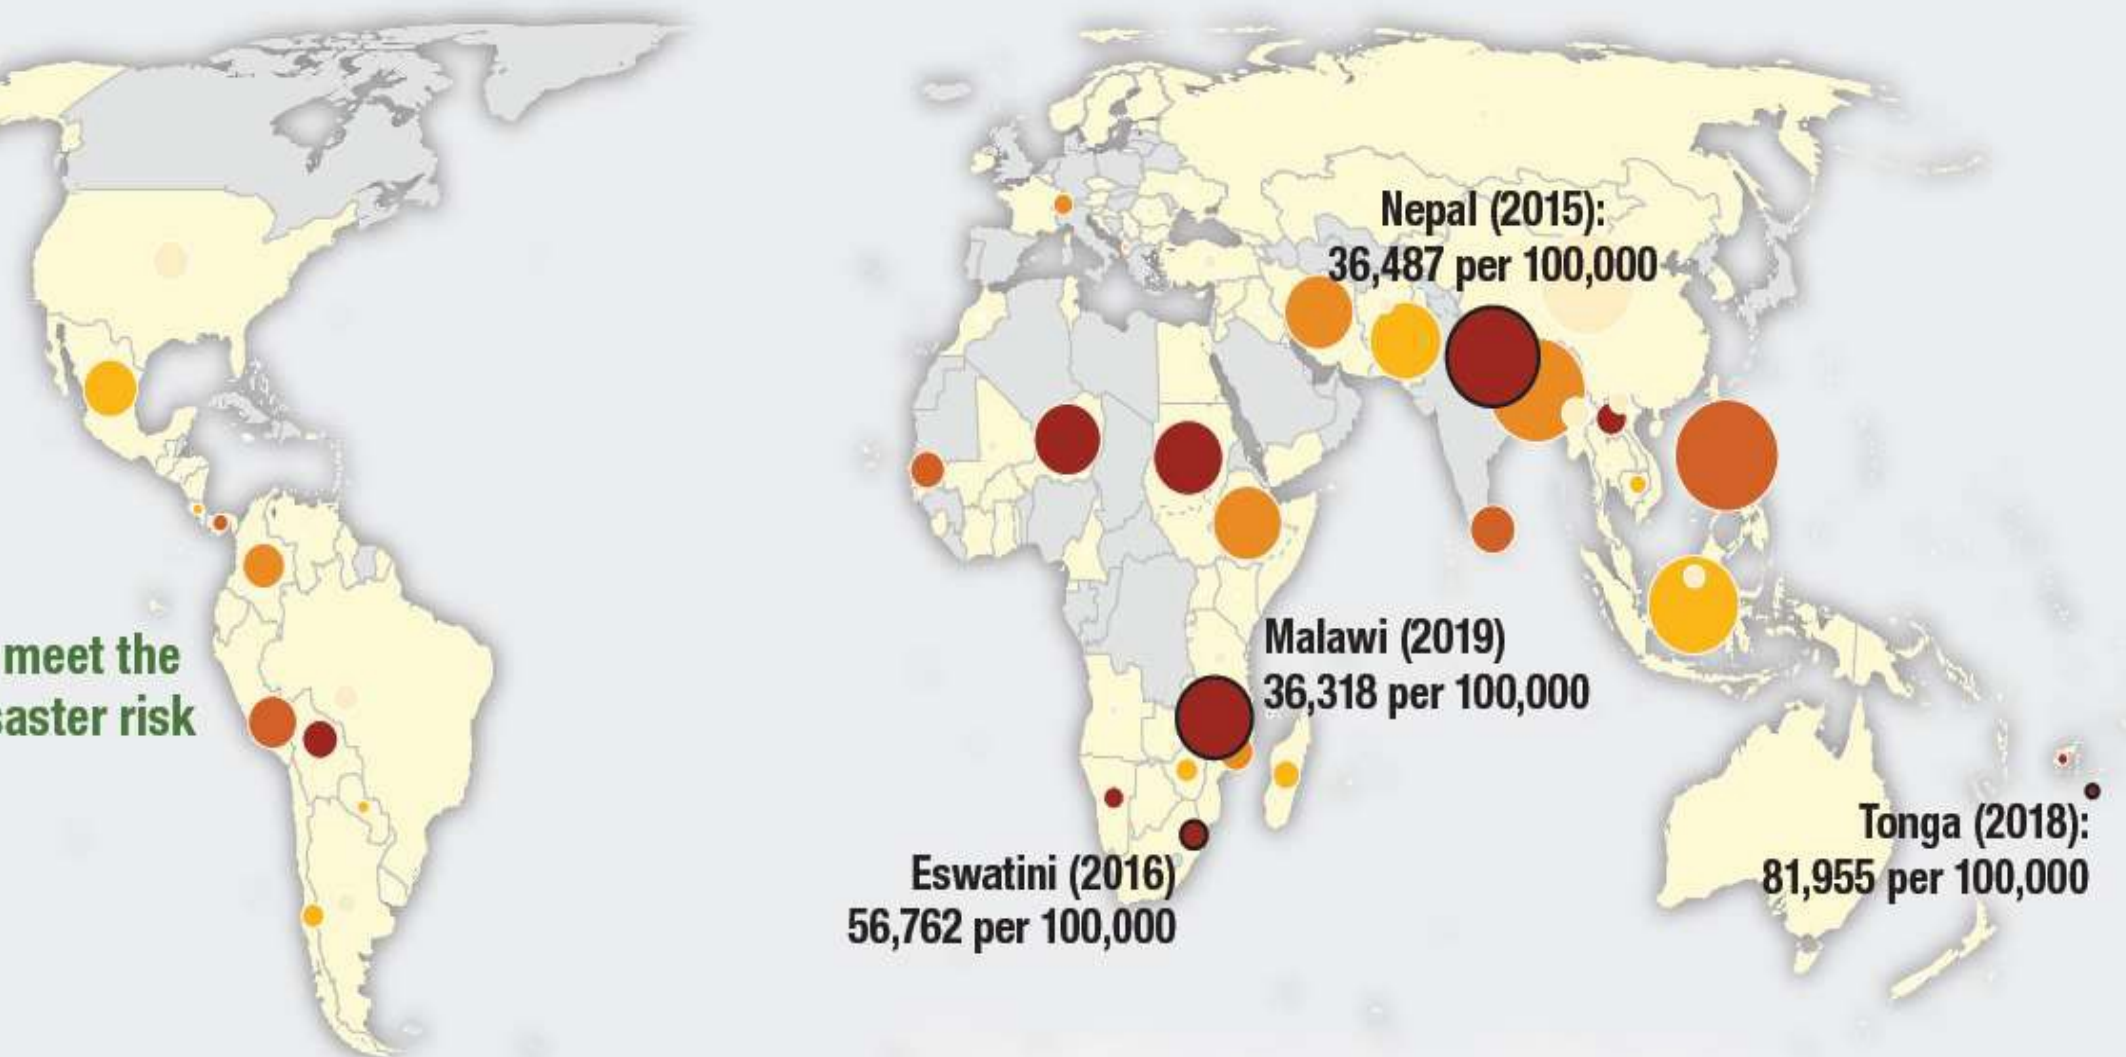 Nepal (2015):
36,487 per 100,000
meet the
saster risk
Malawi (2019)
36,318 per 100,000
Eswatini (2016)
56,762 per 100,000
Tonga (2018):
81,955 per 100,000